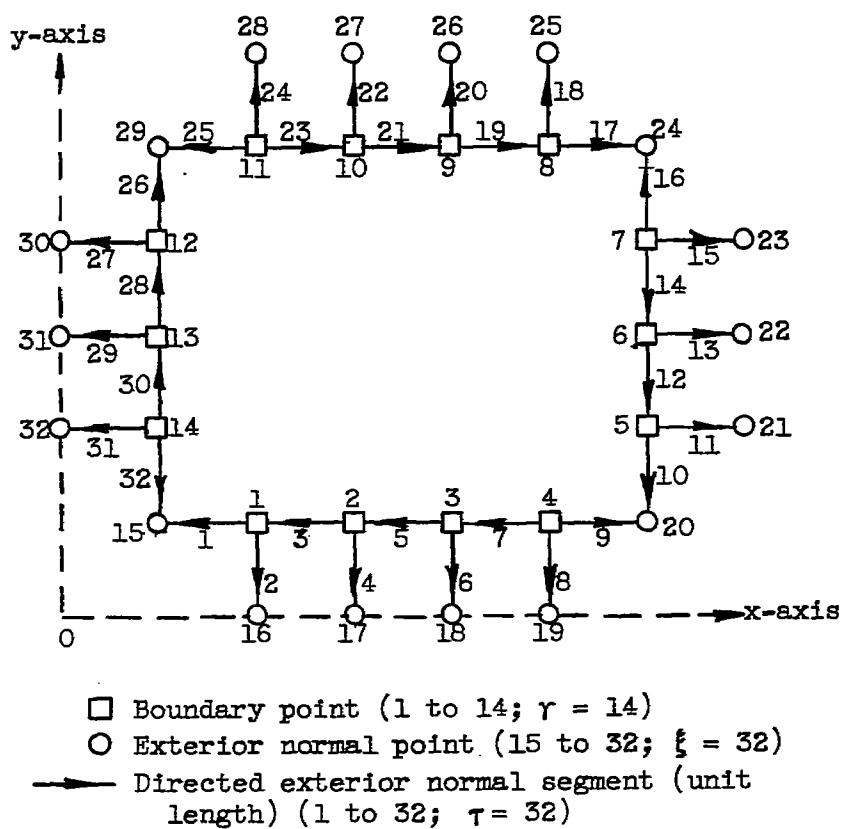 28 27 26 25
y-axis
24 22 20 18
29 25 23 21 19 17 24
11 10 9 8
26 16
30 12 7 23
27 15
28 14
31 13 6 22
29 13
30 12
32 14 5 21
31 11
32 10
1 2 3 4
15 1 3 5 7 9 20
2 4 6 8
x-axis
0 16 17 18 19
Boundary point (1 to 14; γ = 14)
Exterior normal point (15 to 32; ξ = 32)
Directed exterior normal segment (unit
length) (1 to 32; τ = 32)